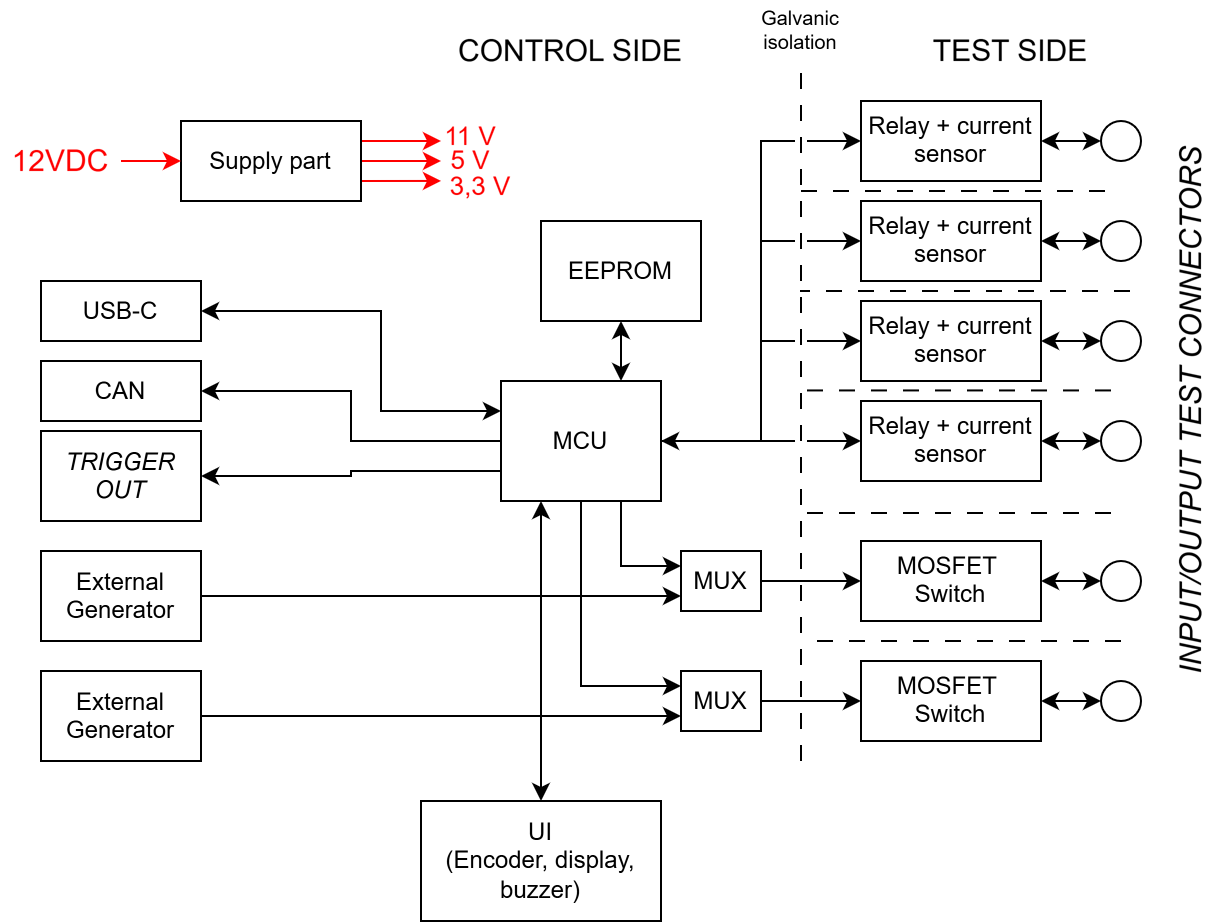 Galvanic
isolation
CONTROL SIDE
TEST SIDE
12VDC
Supply part
11 V
5 V
3,3 V
Relay + current
sensor
Relay + current
sensor
EEPROM
USB-C
Relay + current
sensor
CAN
MCU
Relay + current
sensor
TRIGGER
OUT
External
Generator
MUX
MOSFET
Switch
External
Generator
MUX
MOSFET
Switch
UI
(Encoder, display,
buzzer)
INPUT/OUTPUT TEST CONNECTORS